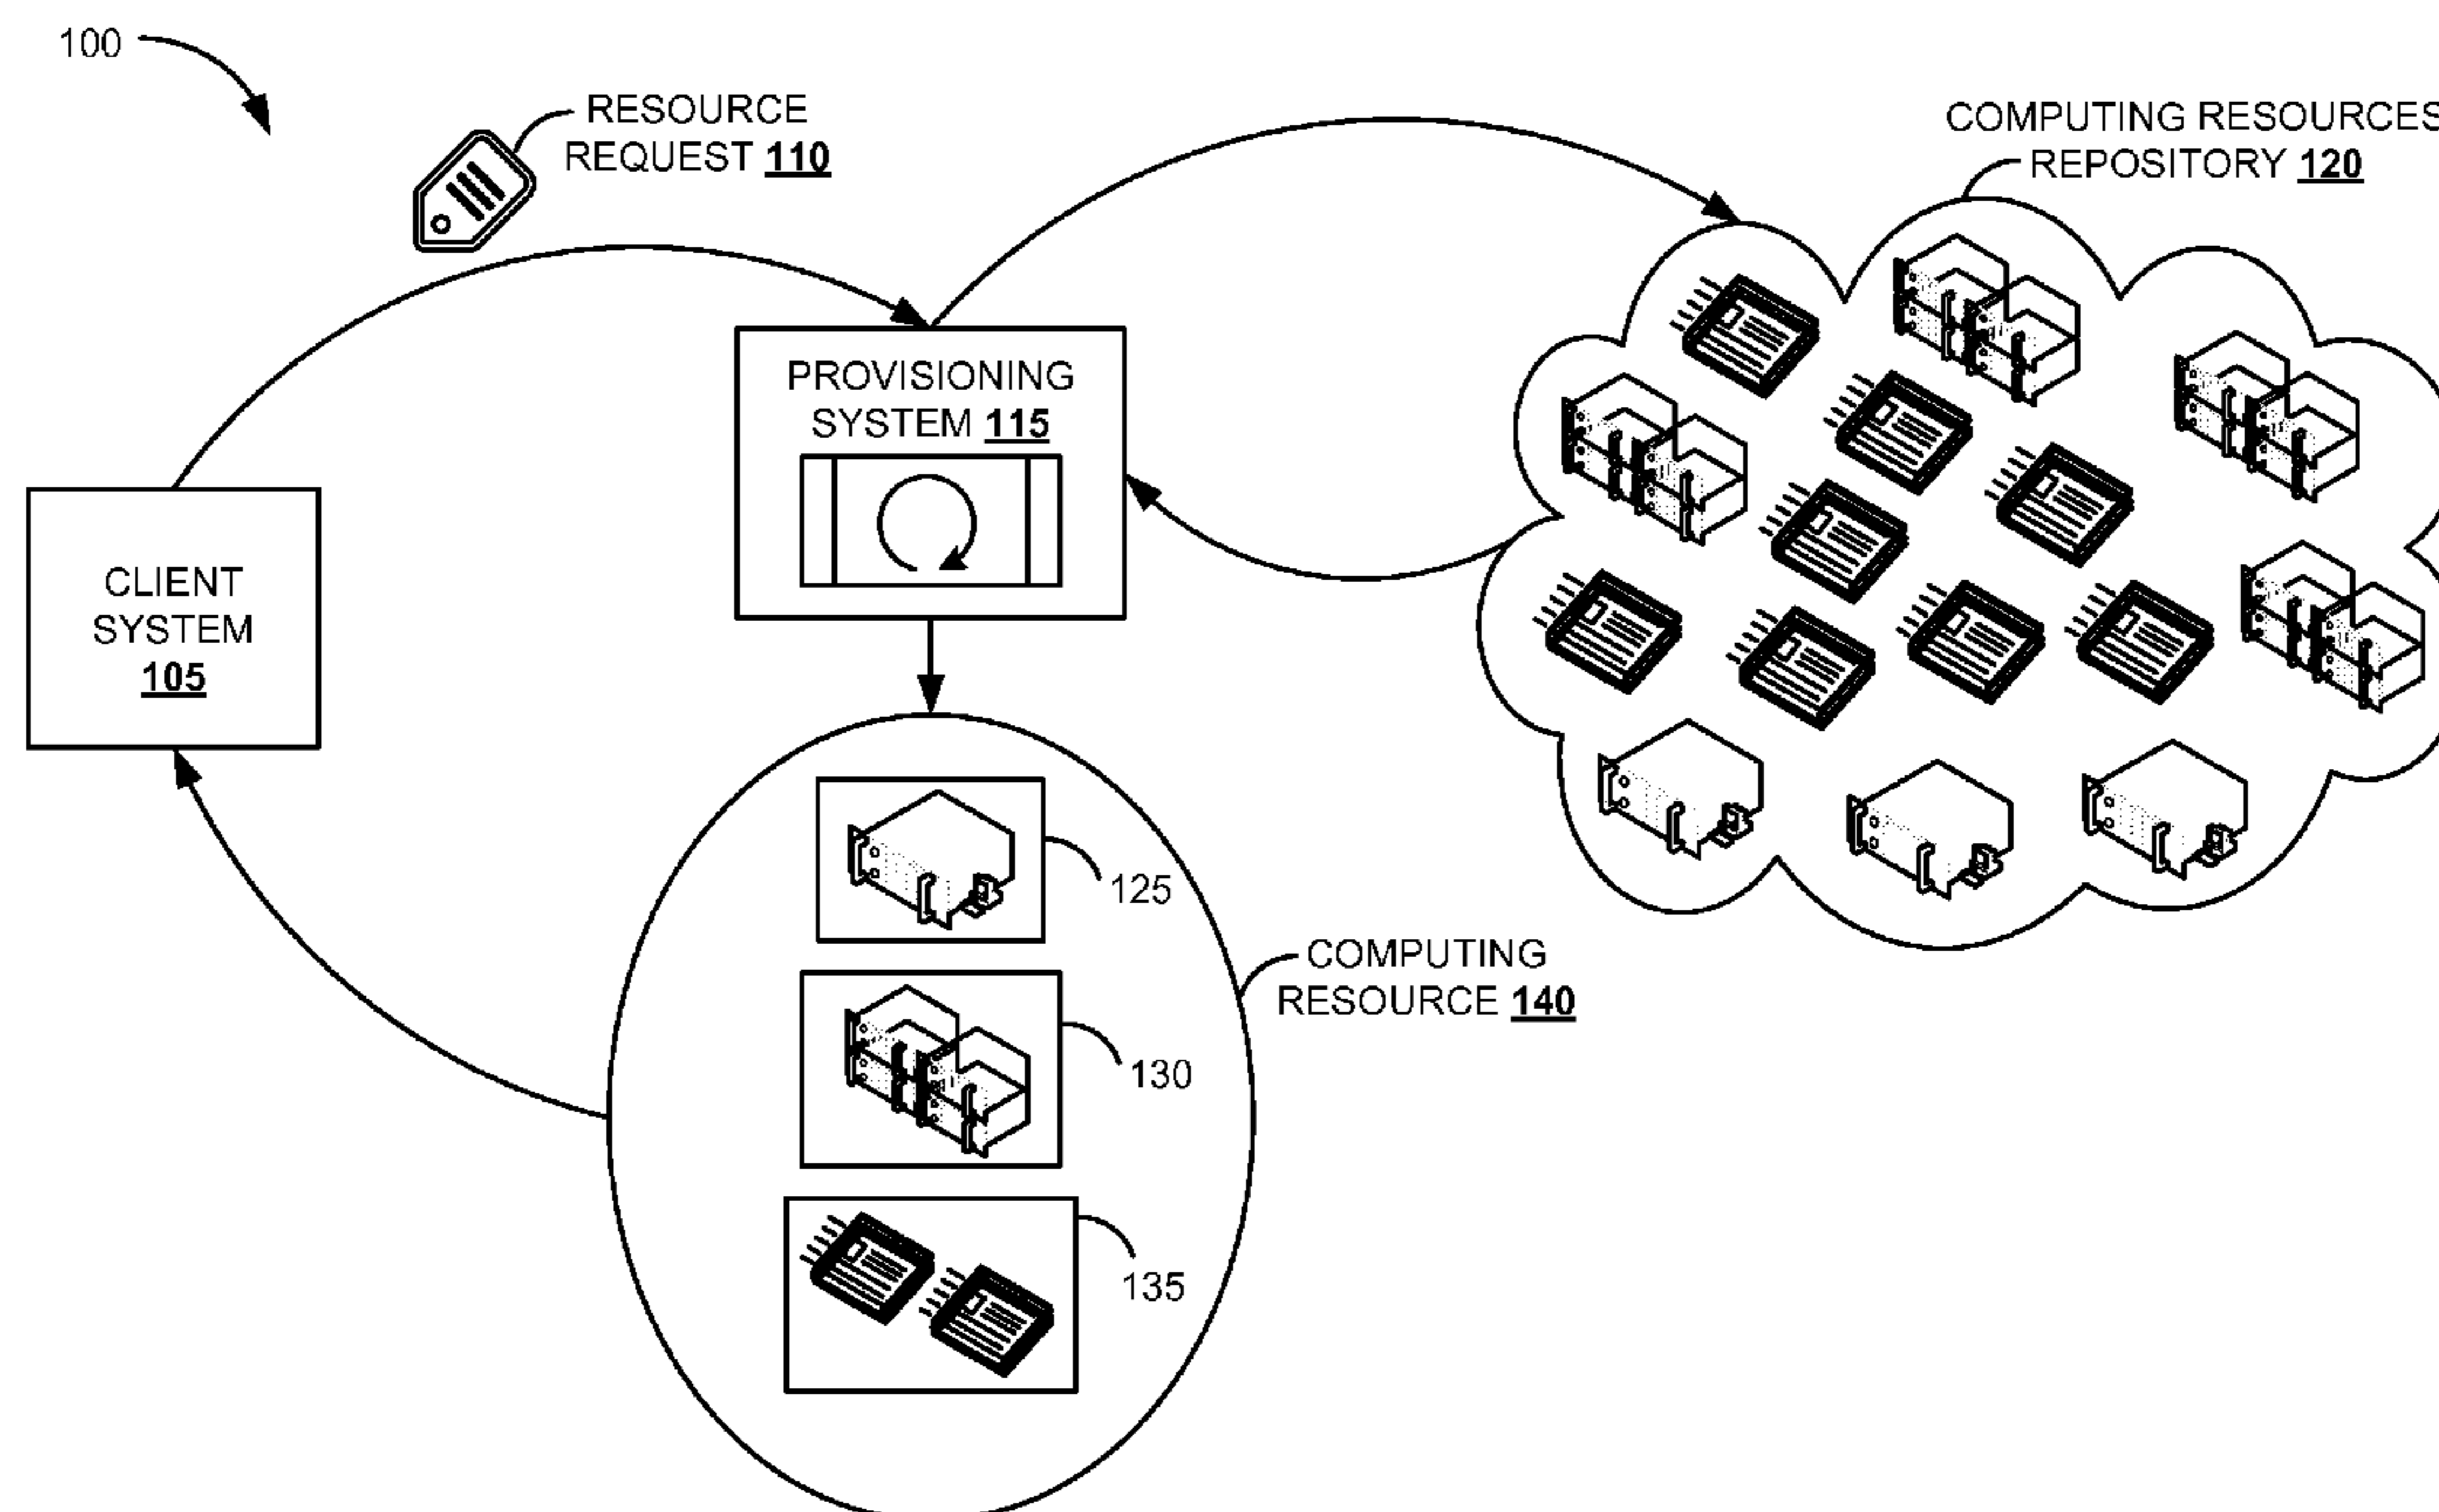 100
RESOURCE
REQUEST 110
COMPUTING RESOURCES
REPOSITORY 120
PROVISIONING
SYSTEM 115
CLIENT
SYSTEM
105
125
COMPUTING
RESOURCE 140
130
135